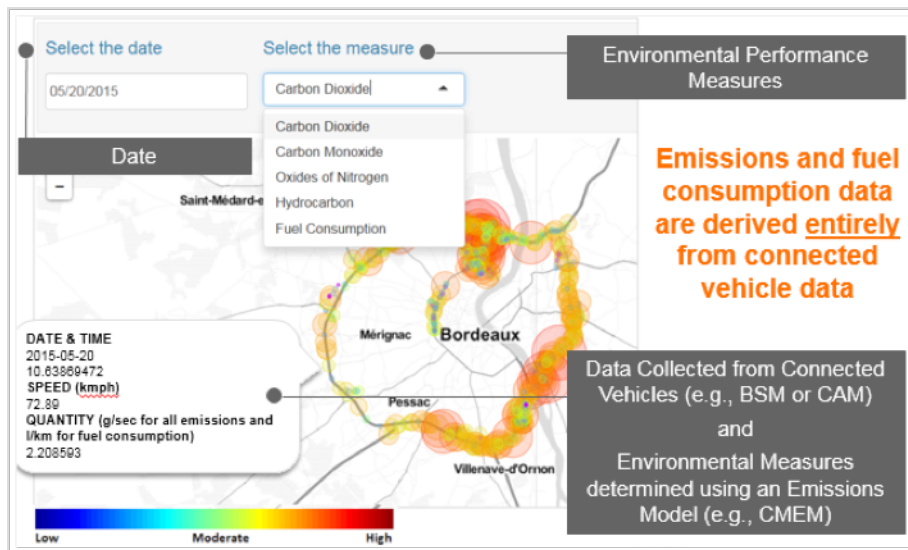 Select the date
Select the measure
05/20/2015
Carbon Dioxide
Carbon Dioxide
Carbon Monoxide
Oxides of Nitrogen
Hydrocarbon
Fuel Consumption
Environmental Performance
Measures
Date
−
Saint-Médard-e
Emissions and fuel
consumption data
are derived entirely
from connected
vehicle data
Mérignac
Bordeaux
Pessac
Villenave-d'Ornon
DATE & TIME
2015-05-20
10.63869472
SPEED (kmph)
72.89
QUANTITY (g/sec for all emissions and
l/km for fuel consumption)
2.208593
Data Collected from Connected
Vehicles (e.g., BSM or CAM)
and
Environmental Measures
determined using an Emissions
Model (e.g., CMEM)
Low Moderate High